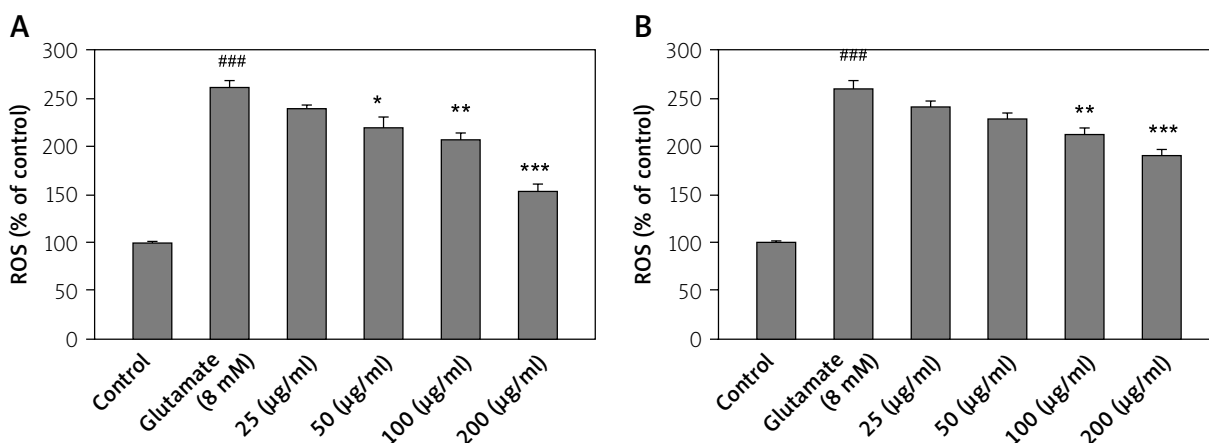 A
ROS (% of control)
300
250
200
150
100
50
0
###
*
**
***
Control
Glutamate
(8 mM)
25 (µg/ml)
50 (µg/ml)
100 (µg/ml)
200 (µg/ml)
B
ROS (% of control)
300
250
200
150
100
50
0
###
**
***
Control
Glutamate
(8 mM)
25 (µg/ml)
50 (µg/ml)
100 (µg/ml)
200 (µg/ml)